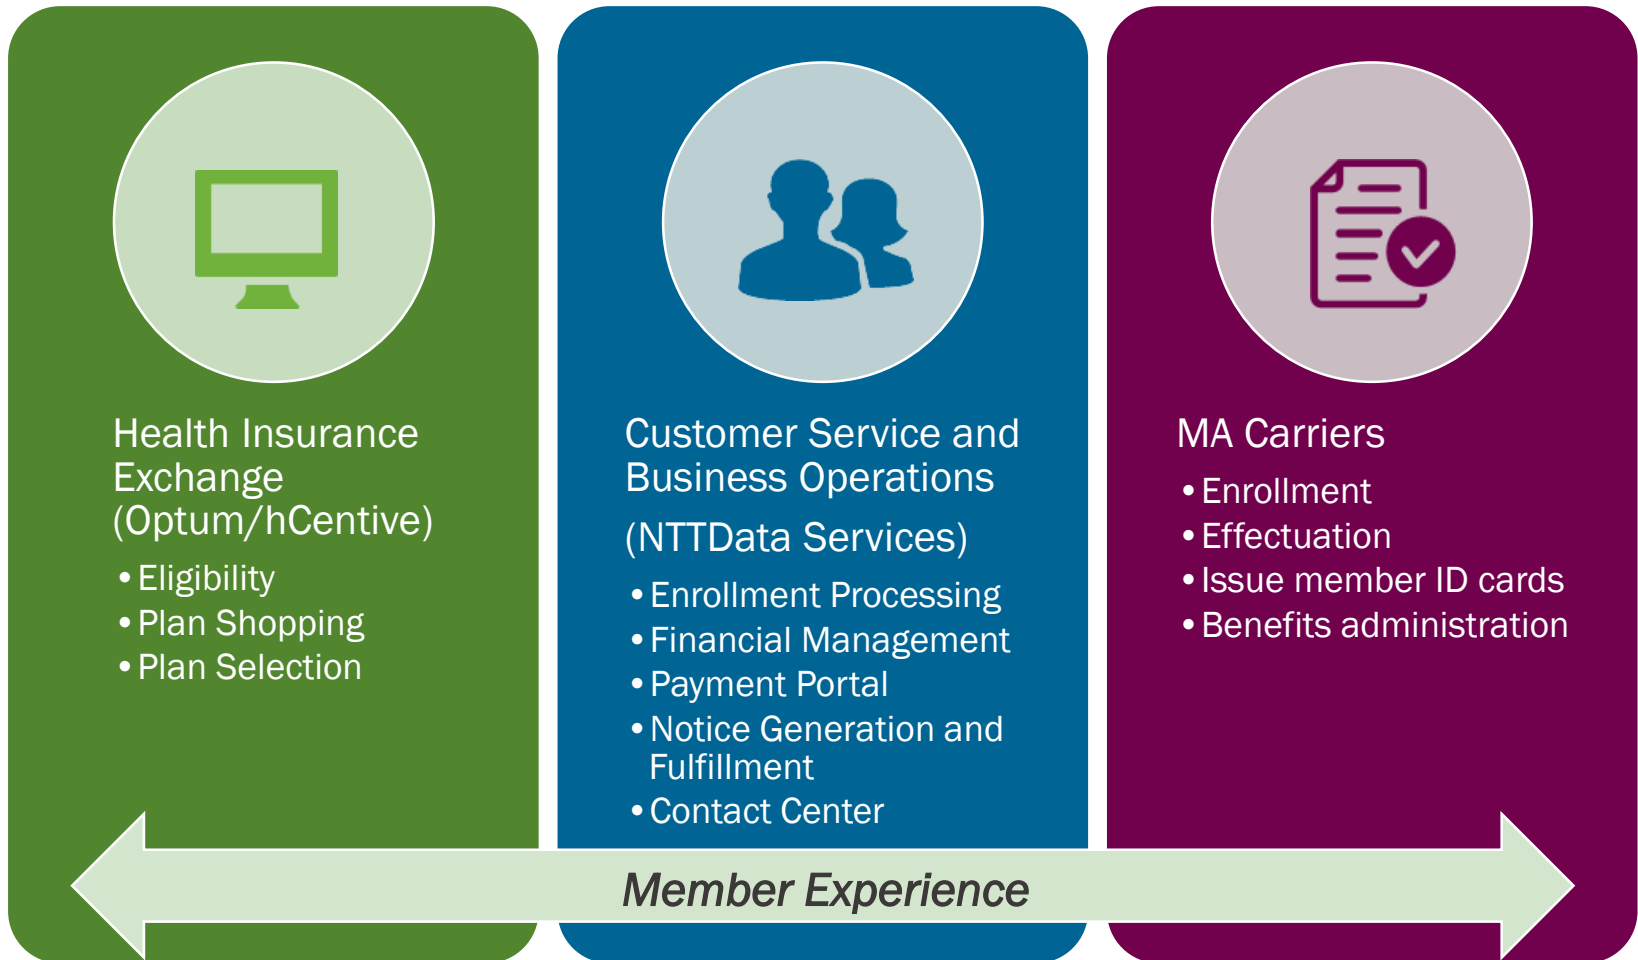 Health Insurance
Exchange
(Optum/hCentive)
•Eligibility
•Plan Shopping
•Plan Selection
Customer Service and
Business Operations
(NTTData Services)
•Enrollment Processing
•Financial Management
•Payment Portal
•Notice Generation and
Fulfillment
•Contact Center
MA Carriers
•Enrollment
•Effectuation
•Issue member ID cards
•Benefits administration
Member Experience